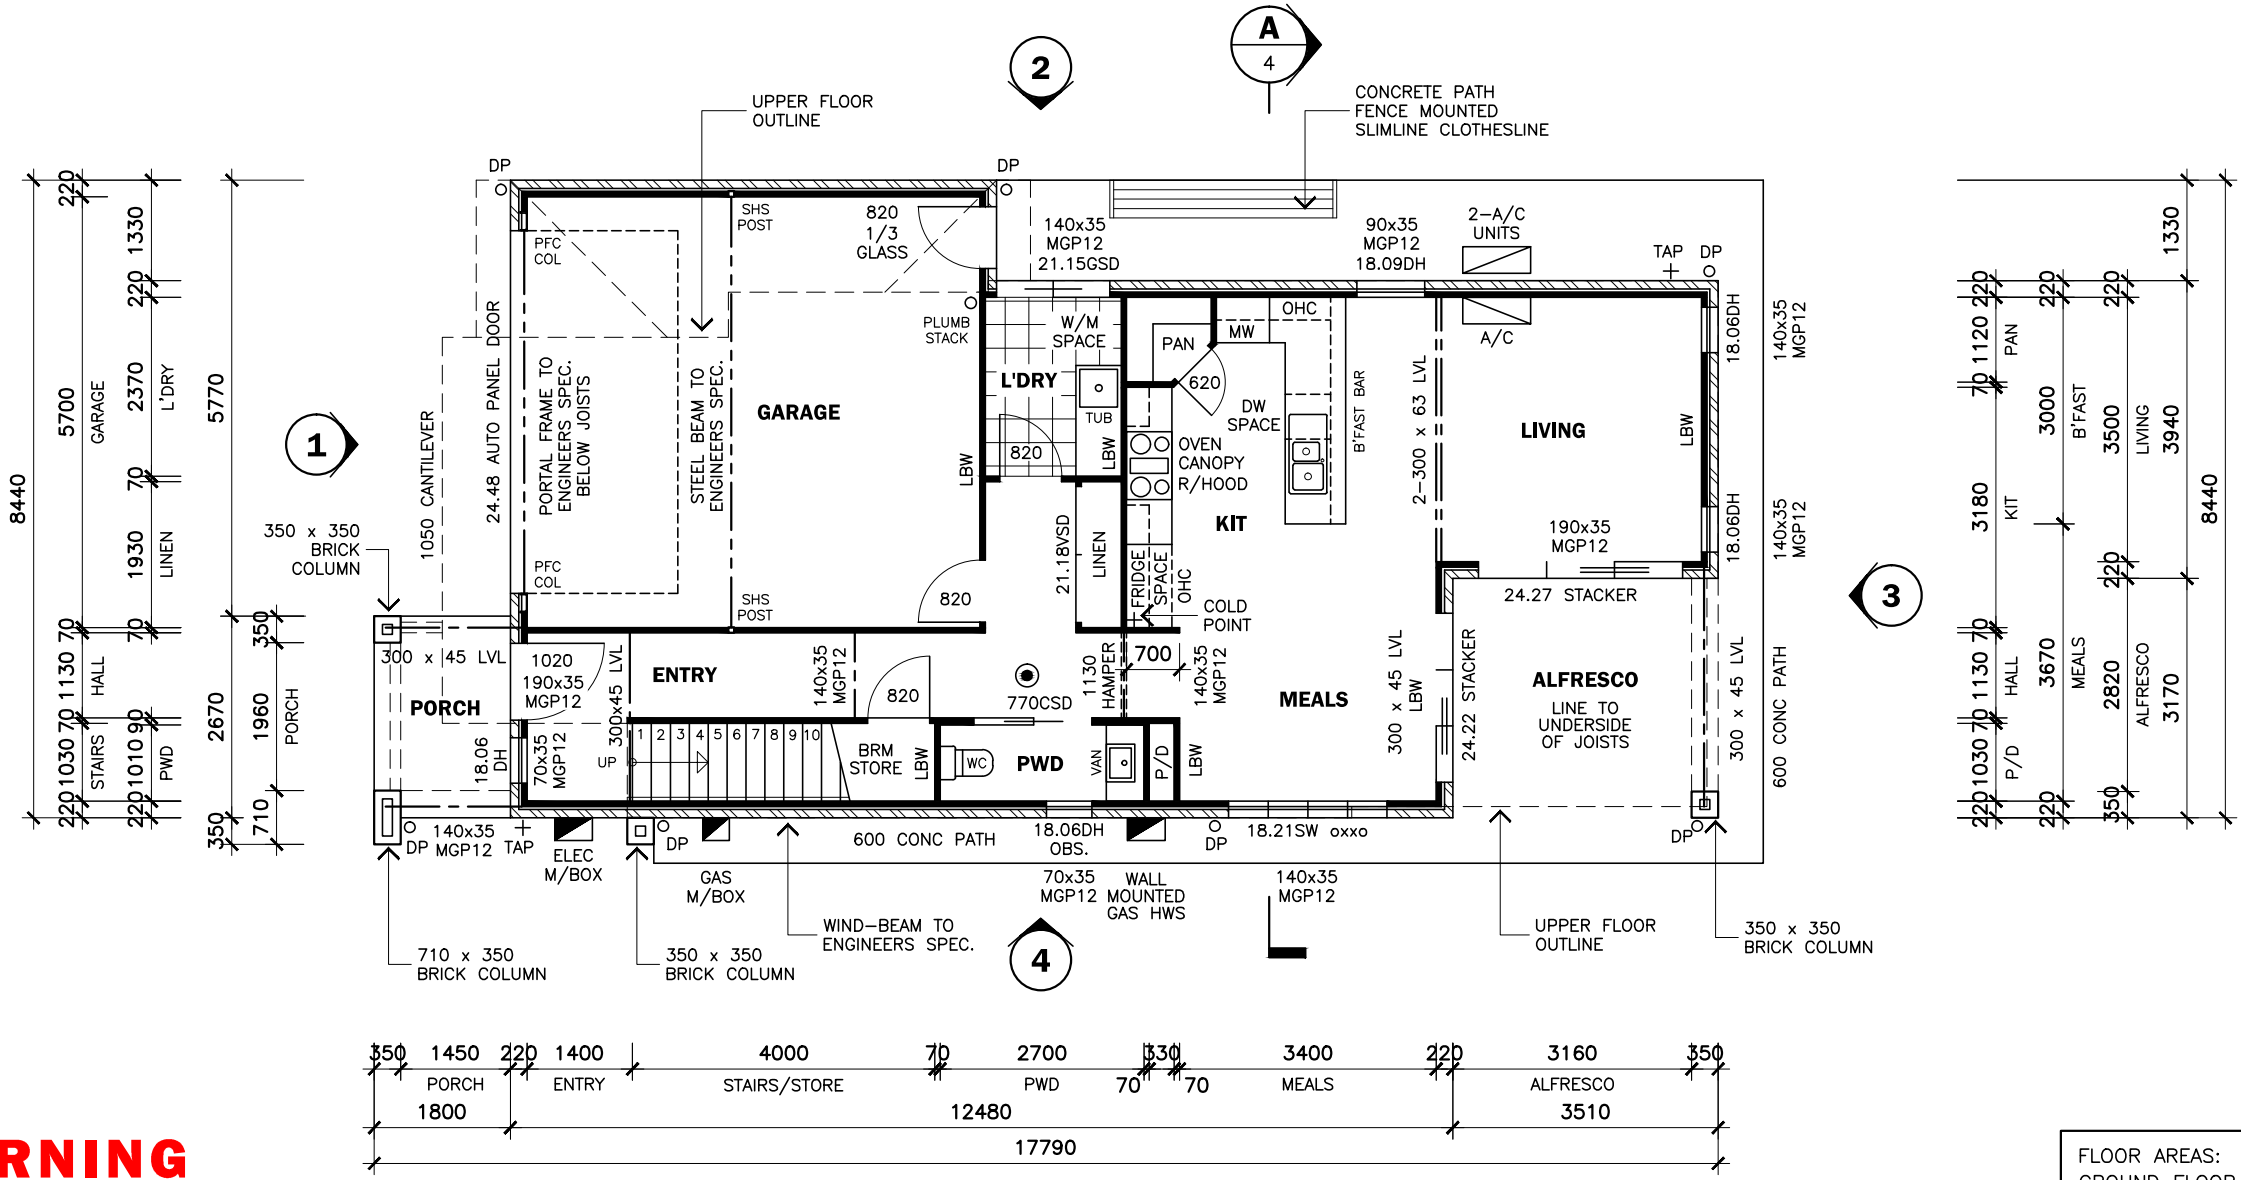 A
4
2
UPPER FLOOR
OUTLINE
CONCRETE PATH
FENCE MOUNTED
SLIMLINE CLOTHESLINE
DP
DP
SHS
POST
820
1/3
GLASS
140x35
MGP12
21.15GSD
90x35
MGP12
18.09DH
2-A/C
UNITS
TAP
DP
PFC
COL
PLUMB
STACK
W/M
SPACE
PAN
MW
OHC
A/C
18.06DH
140x35
MGP12
24.48 AUTO PANEL DOOR
PORTAL FRAME TO
ENGINEERS SPEC.
BELOW JOISTS
STEEL BEAM TO
ENGINEERS SPEC.
GARAGE
L'DRY
TUB
620
DW
SPACE
B'FAST BAR
2-300 x 63 LVL
LIVING
LBW
1
1050 CANTILEVER
LBW
820
LBW
OVEN
CANOPY
R/HOOD
KIT
18.06DH
140x35
MGP12
190x35
MGP12
350 x 350
BRICK
COLUMN
PFC
COL
SHS
POST
820
21.18VSD
LINEN
FRIDGE
SPACE
OHC
COLD
POINT
24.27 STACKER
3
300 x 45 LVL
1020
190x35
MGP12
PORCH
300x45 LVL
ENTRY
140x35
MGP12
820
770CSD
1130
HAMPER
700
140x35
MGP12
MEALS
300 x 45 LVL
LBW
24.22 STACKER
ALFRESCO
LINE TO
UNDERSIDE
OF JOISTS
300 x 45 LVL
600 CONC PATH
18.06
DH
70x35
MGP12
UP
1 2 3 4 5 6 7 8 9 10
BRM
STORE
LBW
WC
PWD
VAN
P/D
LBW
DP
140x35
MGP12
TAP
ELEC
M/BOX
DP
GAS
M/BOX
600 CONC PATH
18.06DH
OBS.
DP
18.21SW oxxo
DP
70x35
MGP12
WALL
MOUNTED
GAS HWS
140x35
MGP12
710 x 350
BRICK COLUMN
350 x 350
BRICK COLUMN
WIND-BEAM TO
ENGINEERS SPEC.
4
UPPER FLOOR
OUTLINE
350 x 350
BRICK COLUMN
8440
220 5700 70 1130 70 1030 220
GARAGE HALL STAIRS
1330 220 2370 70 1930 70 1130 90 1010 220
L'DRY LINEN PWD
5770 2670 350
350 1960 710
PORCH
220 1120 70 3180 70 1130 70 1030 220
PAN KIT HALL P/D
220 3000 3670 220
B'FAST MEALS
220 3500 220 2820 350
LIVING ALFRESCO
1330 3940 3170
8440
350 1450 220 1400 4000 70 2700 330 3400 220 3160 350
PORCH ENTRY STAIRS/STORE PWD 70 70 MEALS ALFRESCO
1800 12480 3510
17790
RNING
FLOOR AREAS: